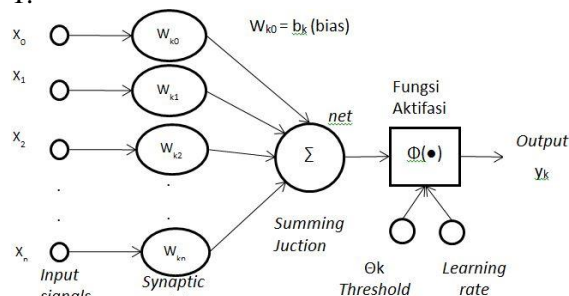 1.
X0
Wk0
Wk0 = bk (bias)
X1
Wk1
Fungsi
Aktifasi
net
X2
Wk2
Σ
Φ(●)
Output
yk
.
.
.
.
Summing
Juction
Xn
Wkn
Input
signals
Synaptic
Θk
Threshold
Learning
rate